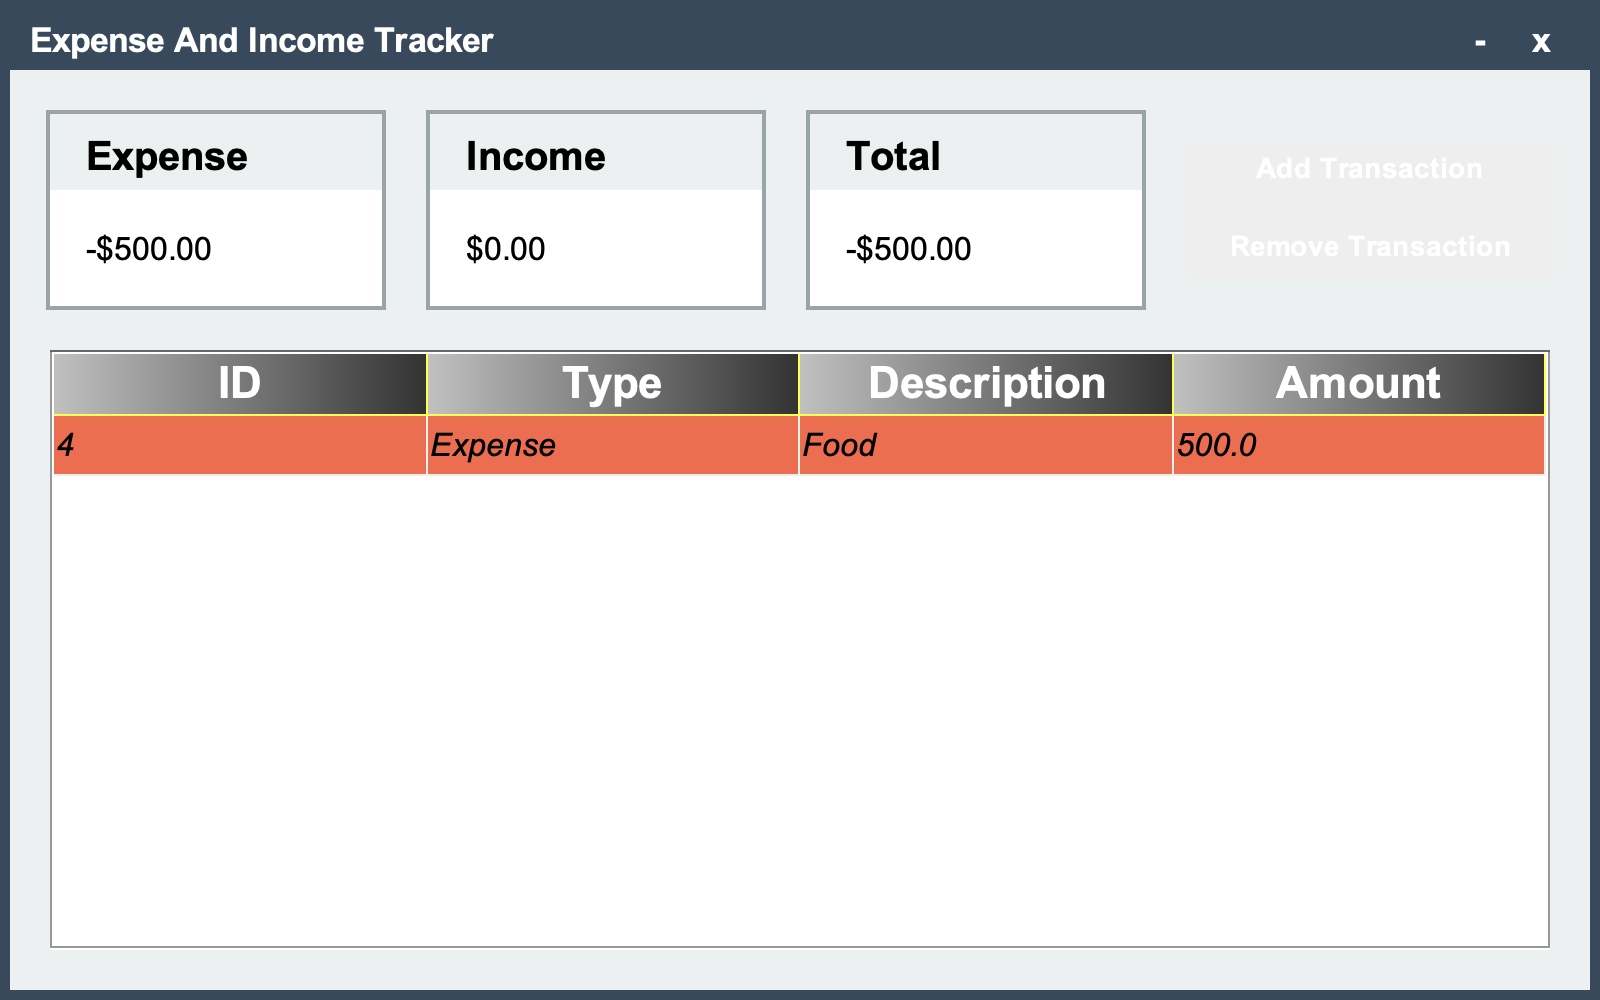 Expense And Income Tracker - x
Expense Income Total
Add Transaction
-$500.00 $0.00 -$500.00
Remove Transaction
ID Type Description Amount
4 Expense Food 500.0